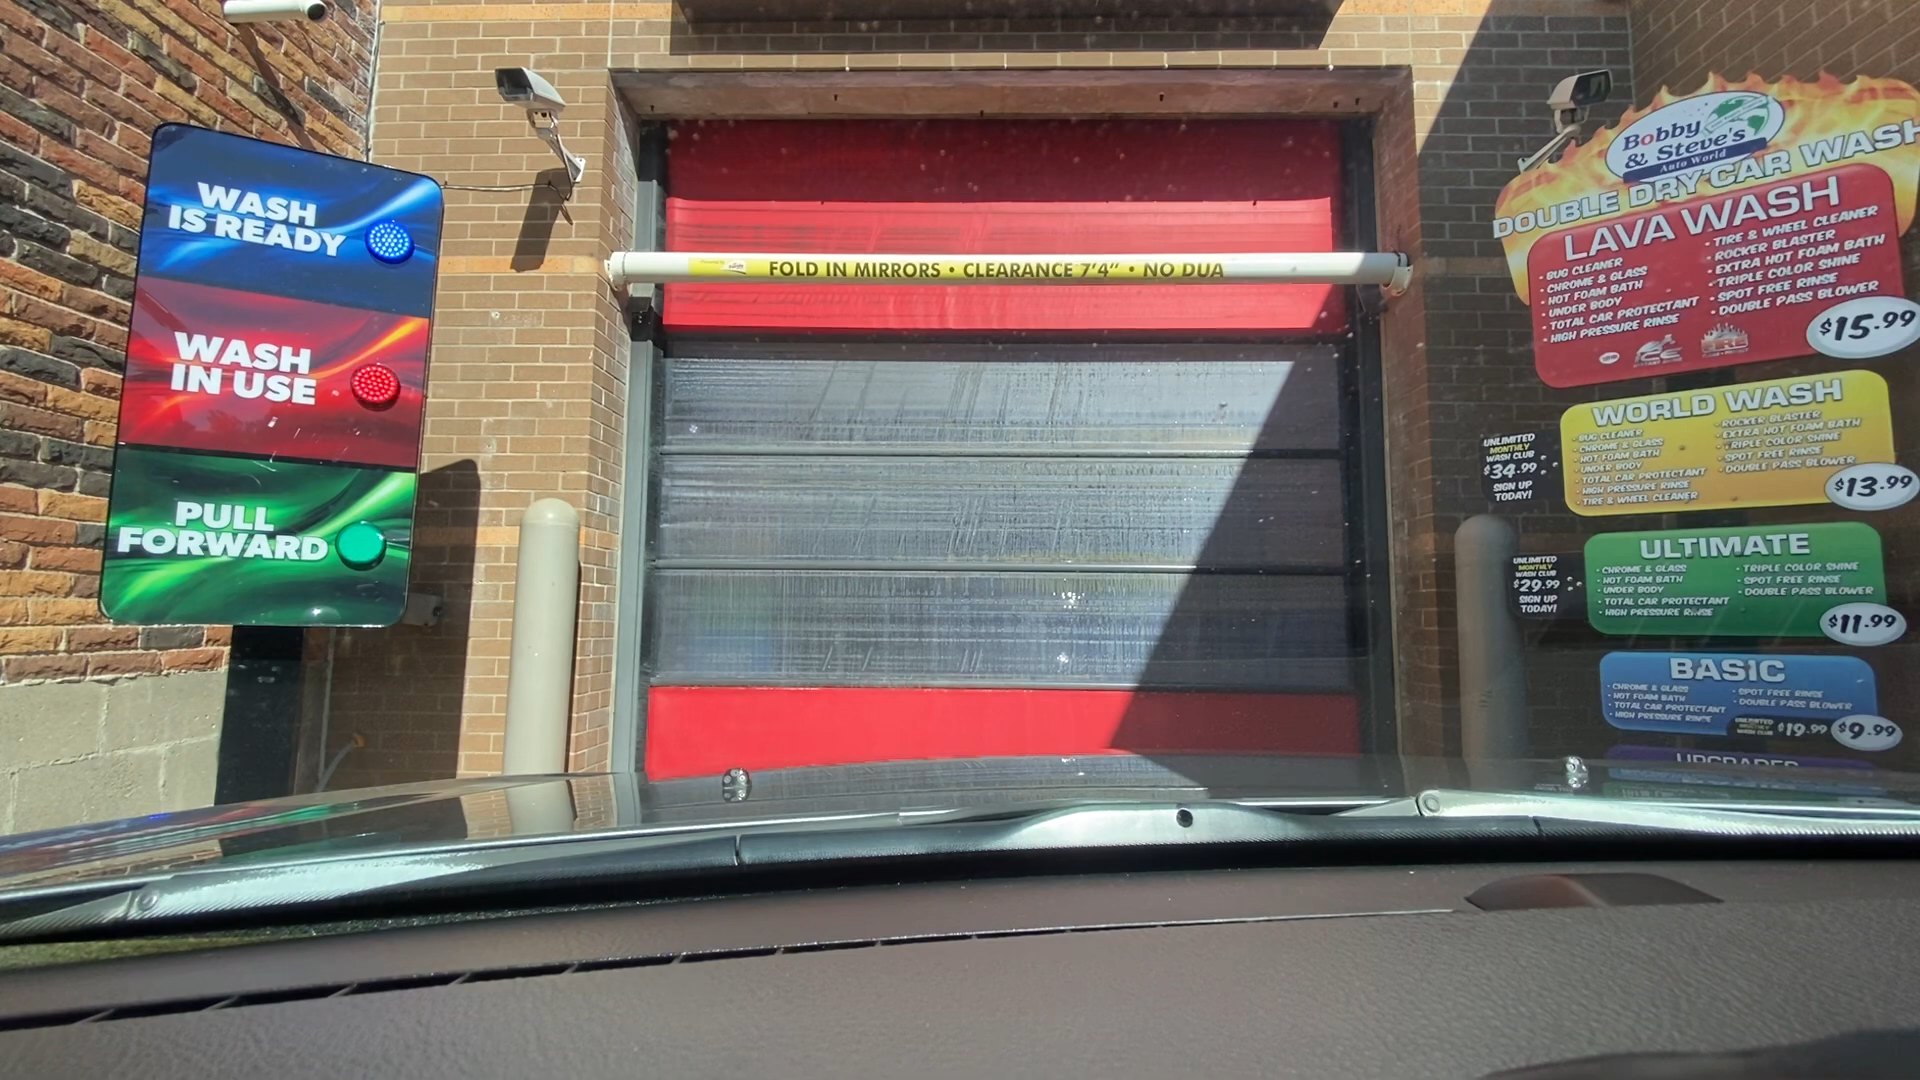 WASH
IS READY
WASH
IN USE
PULL
FORWARD
FOLD IN MIRRORS • CLEARANCE 7'4" • NO DUA
Bobby
& Steve's
Auto World
DOUBLE DRY CAR WASH
LAVA WASH
• BUG CLEANER
• CHROME & GLASS
• HOT FOAM BATH
• UNDER BODY
• TOTAL CAR PROTECTANT
• HIGH PRESSURE RINSE
• TIRE & WHEEL CLEANER
• ROCKER BLASTER
• EXTRA HOT FOAM BATH
• TRIPLE COLOR SHINE
• SPOT FREE RINSE
• DOUBLE PASS BLOWER
$15.99
WORLD WASH
• BUG CLEANER
• CHROME & GLASS
• HOT FOAM BATH
• UNDER BODY
• TOTAL CAR PROTECTANT
• HIGH PRESSURE RINSE
• TIRE & WHEEL CLEANER
• ROCKER BLASTER
• EXTRA HOT FOAM BATH
• TRIPLE COLOR SHINE
• SPOT FREE RINSE
• DOUBLE PASS BLOWER
$13.99
UNLIMITED
MONTHLY
WASH CLUB
$34.99
SIGN UP
TODAY!
ULTIMATE
• CHROME & GLASS
• HOT FOAM BATH
• UNDER BODY
• TOTAL CAR PROTECTANT
• HIGH PRESSURE RINSE
• TRIPLE COLOR SHINE
• SPOT FREE RINSE
• DOUBLE PASS BLOWER
$11.99
UNLIMITED
MONTHLY
WASH CLUB
$29.99
SIGN UP
TODAY!
BASIC
• CHROME & GLASS
• HOT FOAM BATH
• TOTAL CAR PROTECTANT
• HIGH PRESSURE RINSE
• SPOT FREE RINSE
• DOUBLE PASS BLOWER
UNLIMITED
MONTHLY
WASH CLUB
$19.99
$9.99
UPGRADES